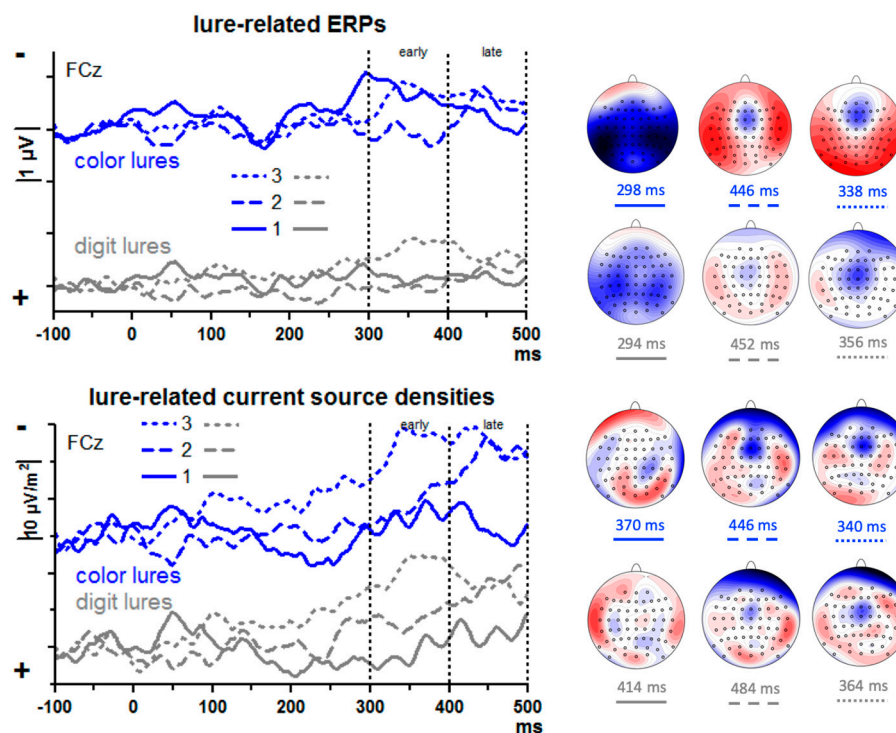 lure-related ERPs
-
early
late
FCz
|1 µV|
color lures
3
2
digit lures
1
+
-100 0 100 200 300 400 500
ms
298 ms 446 ms 338 ms
294 ms 452 ms 356 ms
lure-related current source densities
-
3
early
late
FCz
2
1
|10 µV/m²|
color lures
digit lures
+
-100 0 100 200 300 400 500
ms
370 ms 446 ms 340 ms
414 ms 484 ms 364 ms